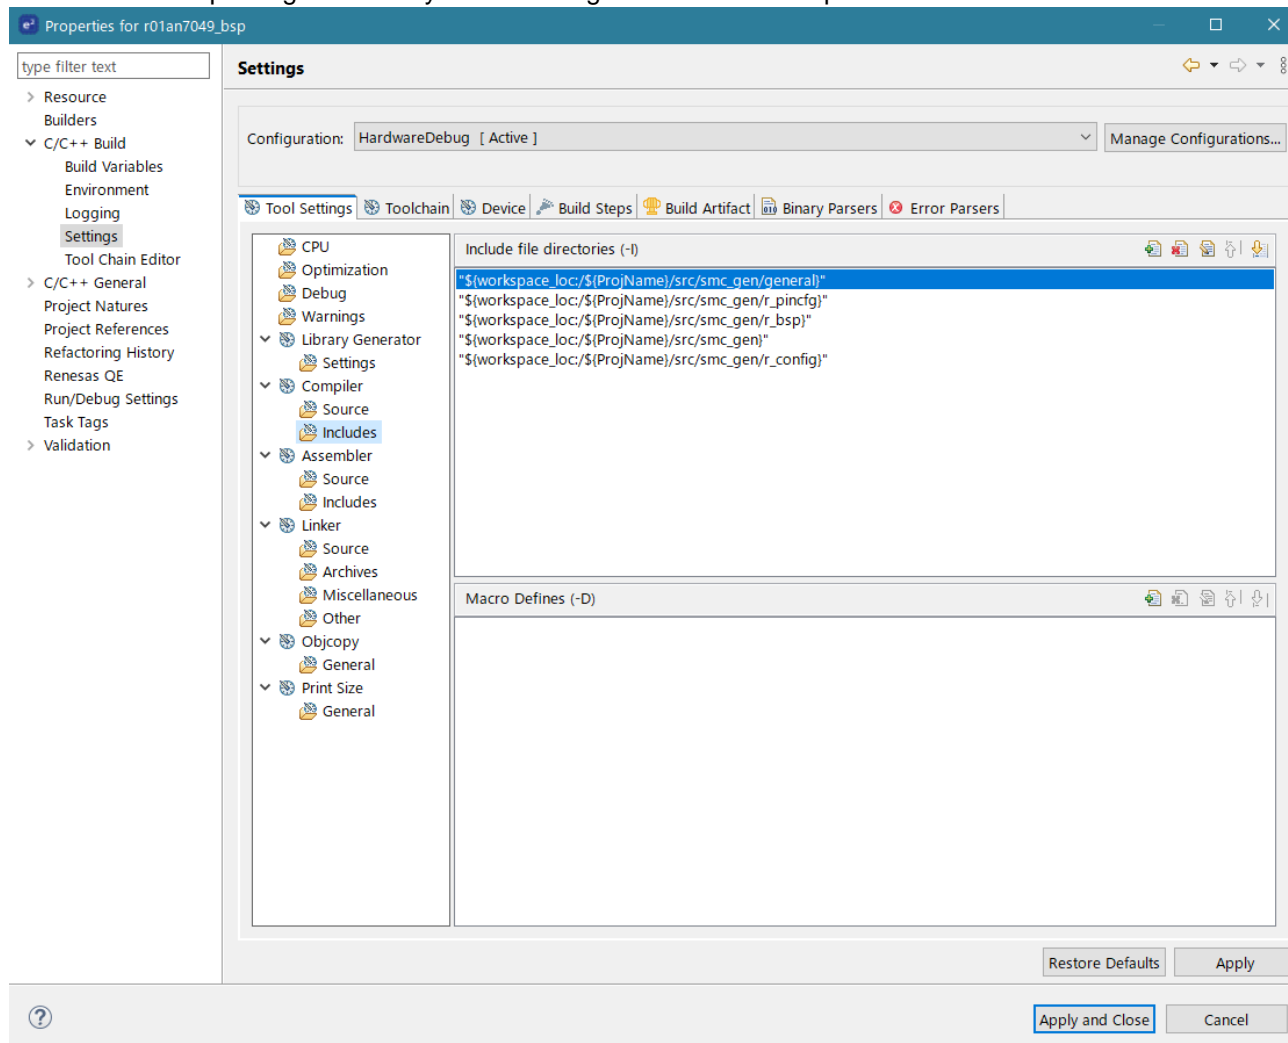 Properties for r01an7049_bsp
type filter text
Resource
Builders
C/C++ Build
Build Variables
Environment
Logging
Settings
Tool Chain Editor
C/C++ General
Project Natures
Project References
Refactoring History
Renesas QE
Run/Debug Settings
Task Tags
Validation
Settings
Configuration: HardwareDebug [ Active ] Manage Configurations...
Tool Settings Toolchain Device Build Steps Build Artifact Binary Parsers Error Parsers
CPU
Optimization
Debug
Warnings
Library Generator
Settings
Compiler
Source
Includes
Assembler
Source
Includes
Linker
Source
Archives
Miscellaneous
Other
Objcopy
General
Print Size
General
Include file directories (-I)
"${workspace_loc:/${ProjName}/src/smc_gen/general}"
"${workspace_loc:/${ProjName}/src/smc_gen/r_pincfg}"
"${workspace_loc:/${ProjName}/src/smc_gen/r_bsp}"
"${workspace_loc:/${ProjName}/src/smc_gen}"
"${workspace_loc:/${ProjName}/src/smc_gen/r_config}"
Macro Defines (-D)
Restore Defaults Apply
Apply and Close Cancel